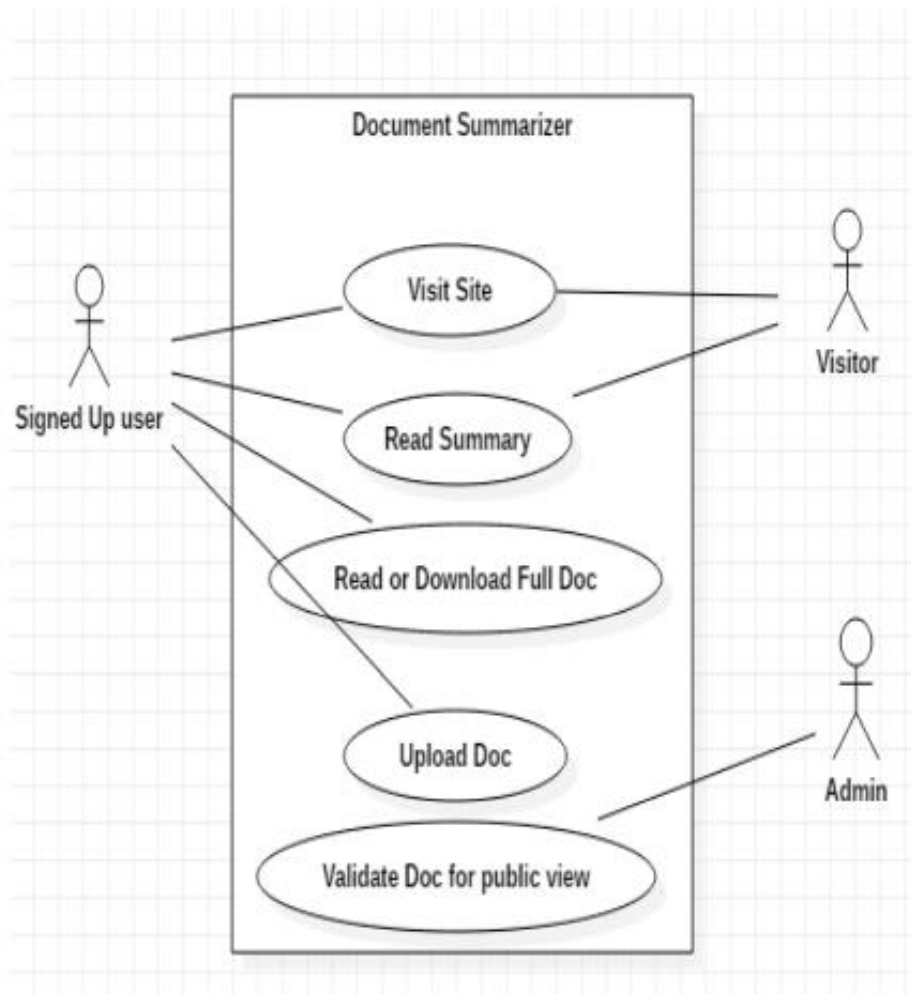 Document Summarizer
Visit Site
Visitor
Signed Up user
Read Summary
Read or Download Full Doc
Upload Doc
Admin
Validate Doc for public view